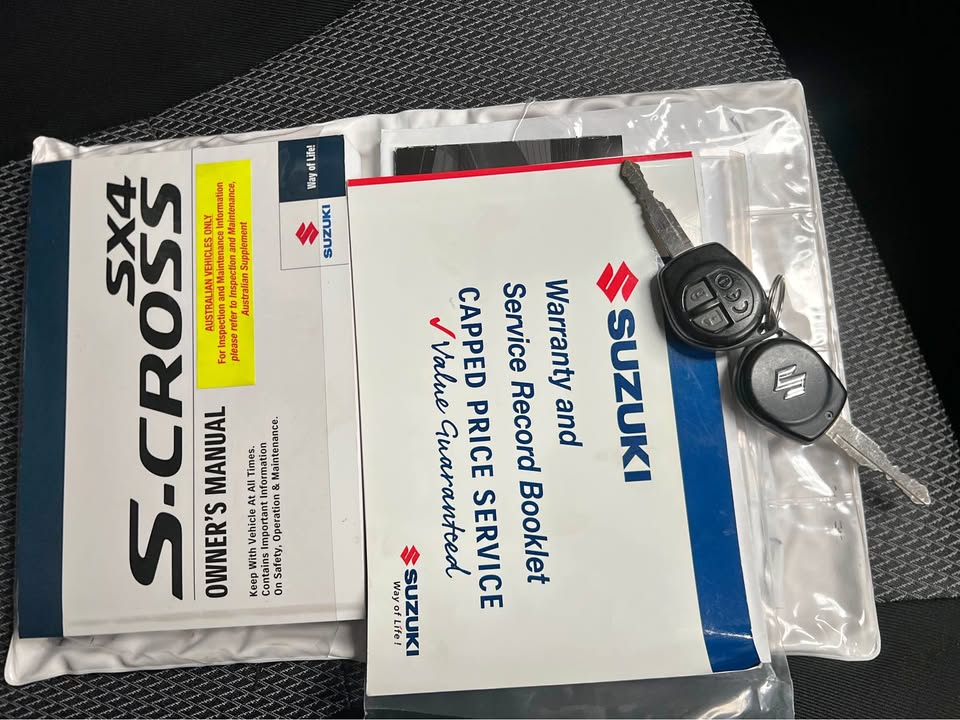 SX4
S-CROSS
AUSTRALIAN VEHICLES ONLY
For Inspection and Maintenance Information
please refer to Inspection and Maintenance,
Australian Supplement
OWNER'S MANUAL
Keep With Vehicle At All Times.
Contains Important Information
On Safety, Operation & Maintenance.
Way of Life!
SUZUKI
SUZUKI
Warranty and
Service Record Booklet
CAPPED PRICE SERVICE
Value Guaranteed
SUZUKI
Way of Life!